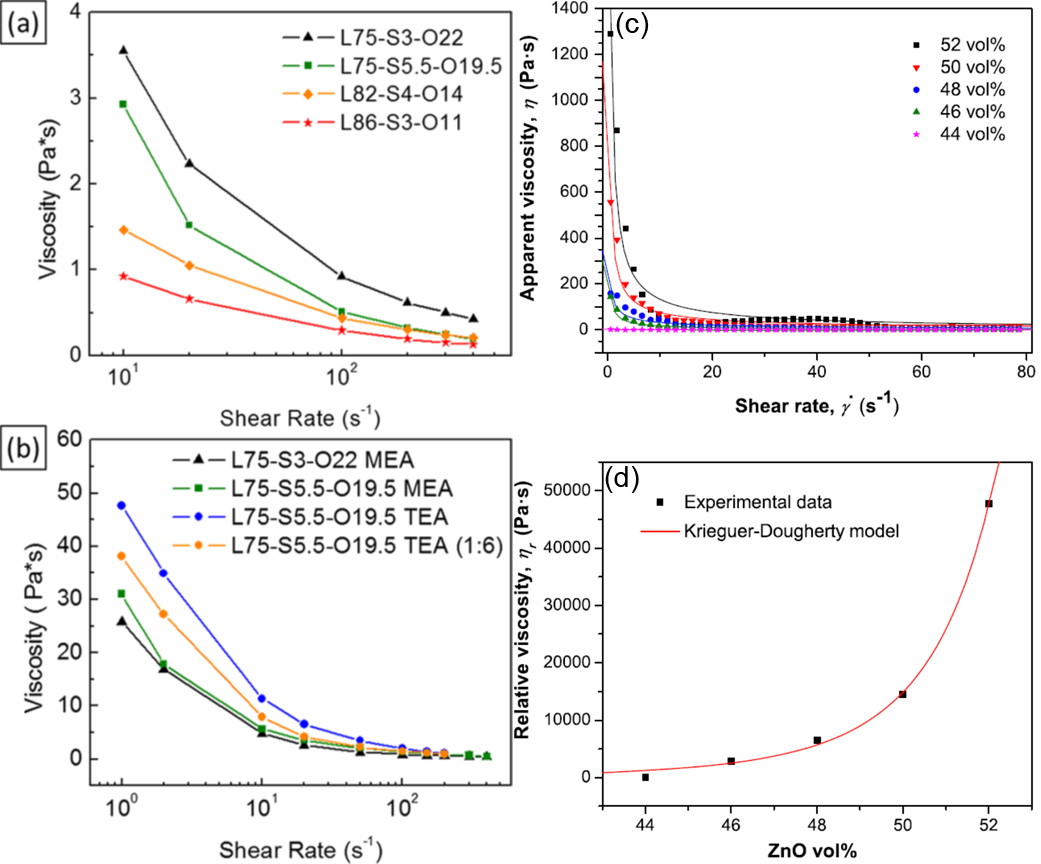 (a)
4
3
2
1
0
Viscosity (Pa*s)
L75-S3-O22
L75-S5.5-O19.5
L82-S4-O14
L86-S3-O11
10¹
10²
Shear Rate (s⁻¹)
(c)
1400
1200
1000
800
600
400
200
0
Apparent viscosity, η (Pa·s)
52 vol%
50 vol%
48 vol%
46 vol%
44 vol%
0
20
40
60
80
Shear rate, γ̇ (s⁻¹)
(b)
60
50
40
30
20
10
0
Viscosity ( Pa*s)
L75-S3-O22 MEA
L75-S5.5-O19.5 MEA
L75-S5.5-O19.5 TEA
L75-S5.5-O19.5 TEA (1:6)
10⁰
10¹
10²
Shear Rate (s⁻¹)
(d)
50000
40000
30000
20000
10000
0
Relative viscosity, ηᵣ (Pa·s)
Experimental data
Krieguer-Dougherty model
44
46
48
50
52
ZnO vol%